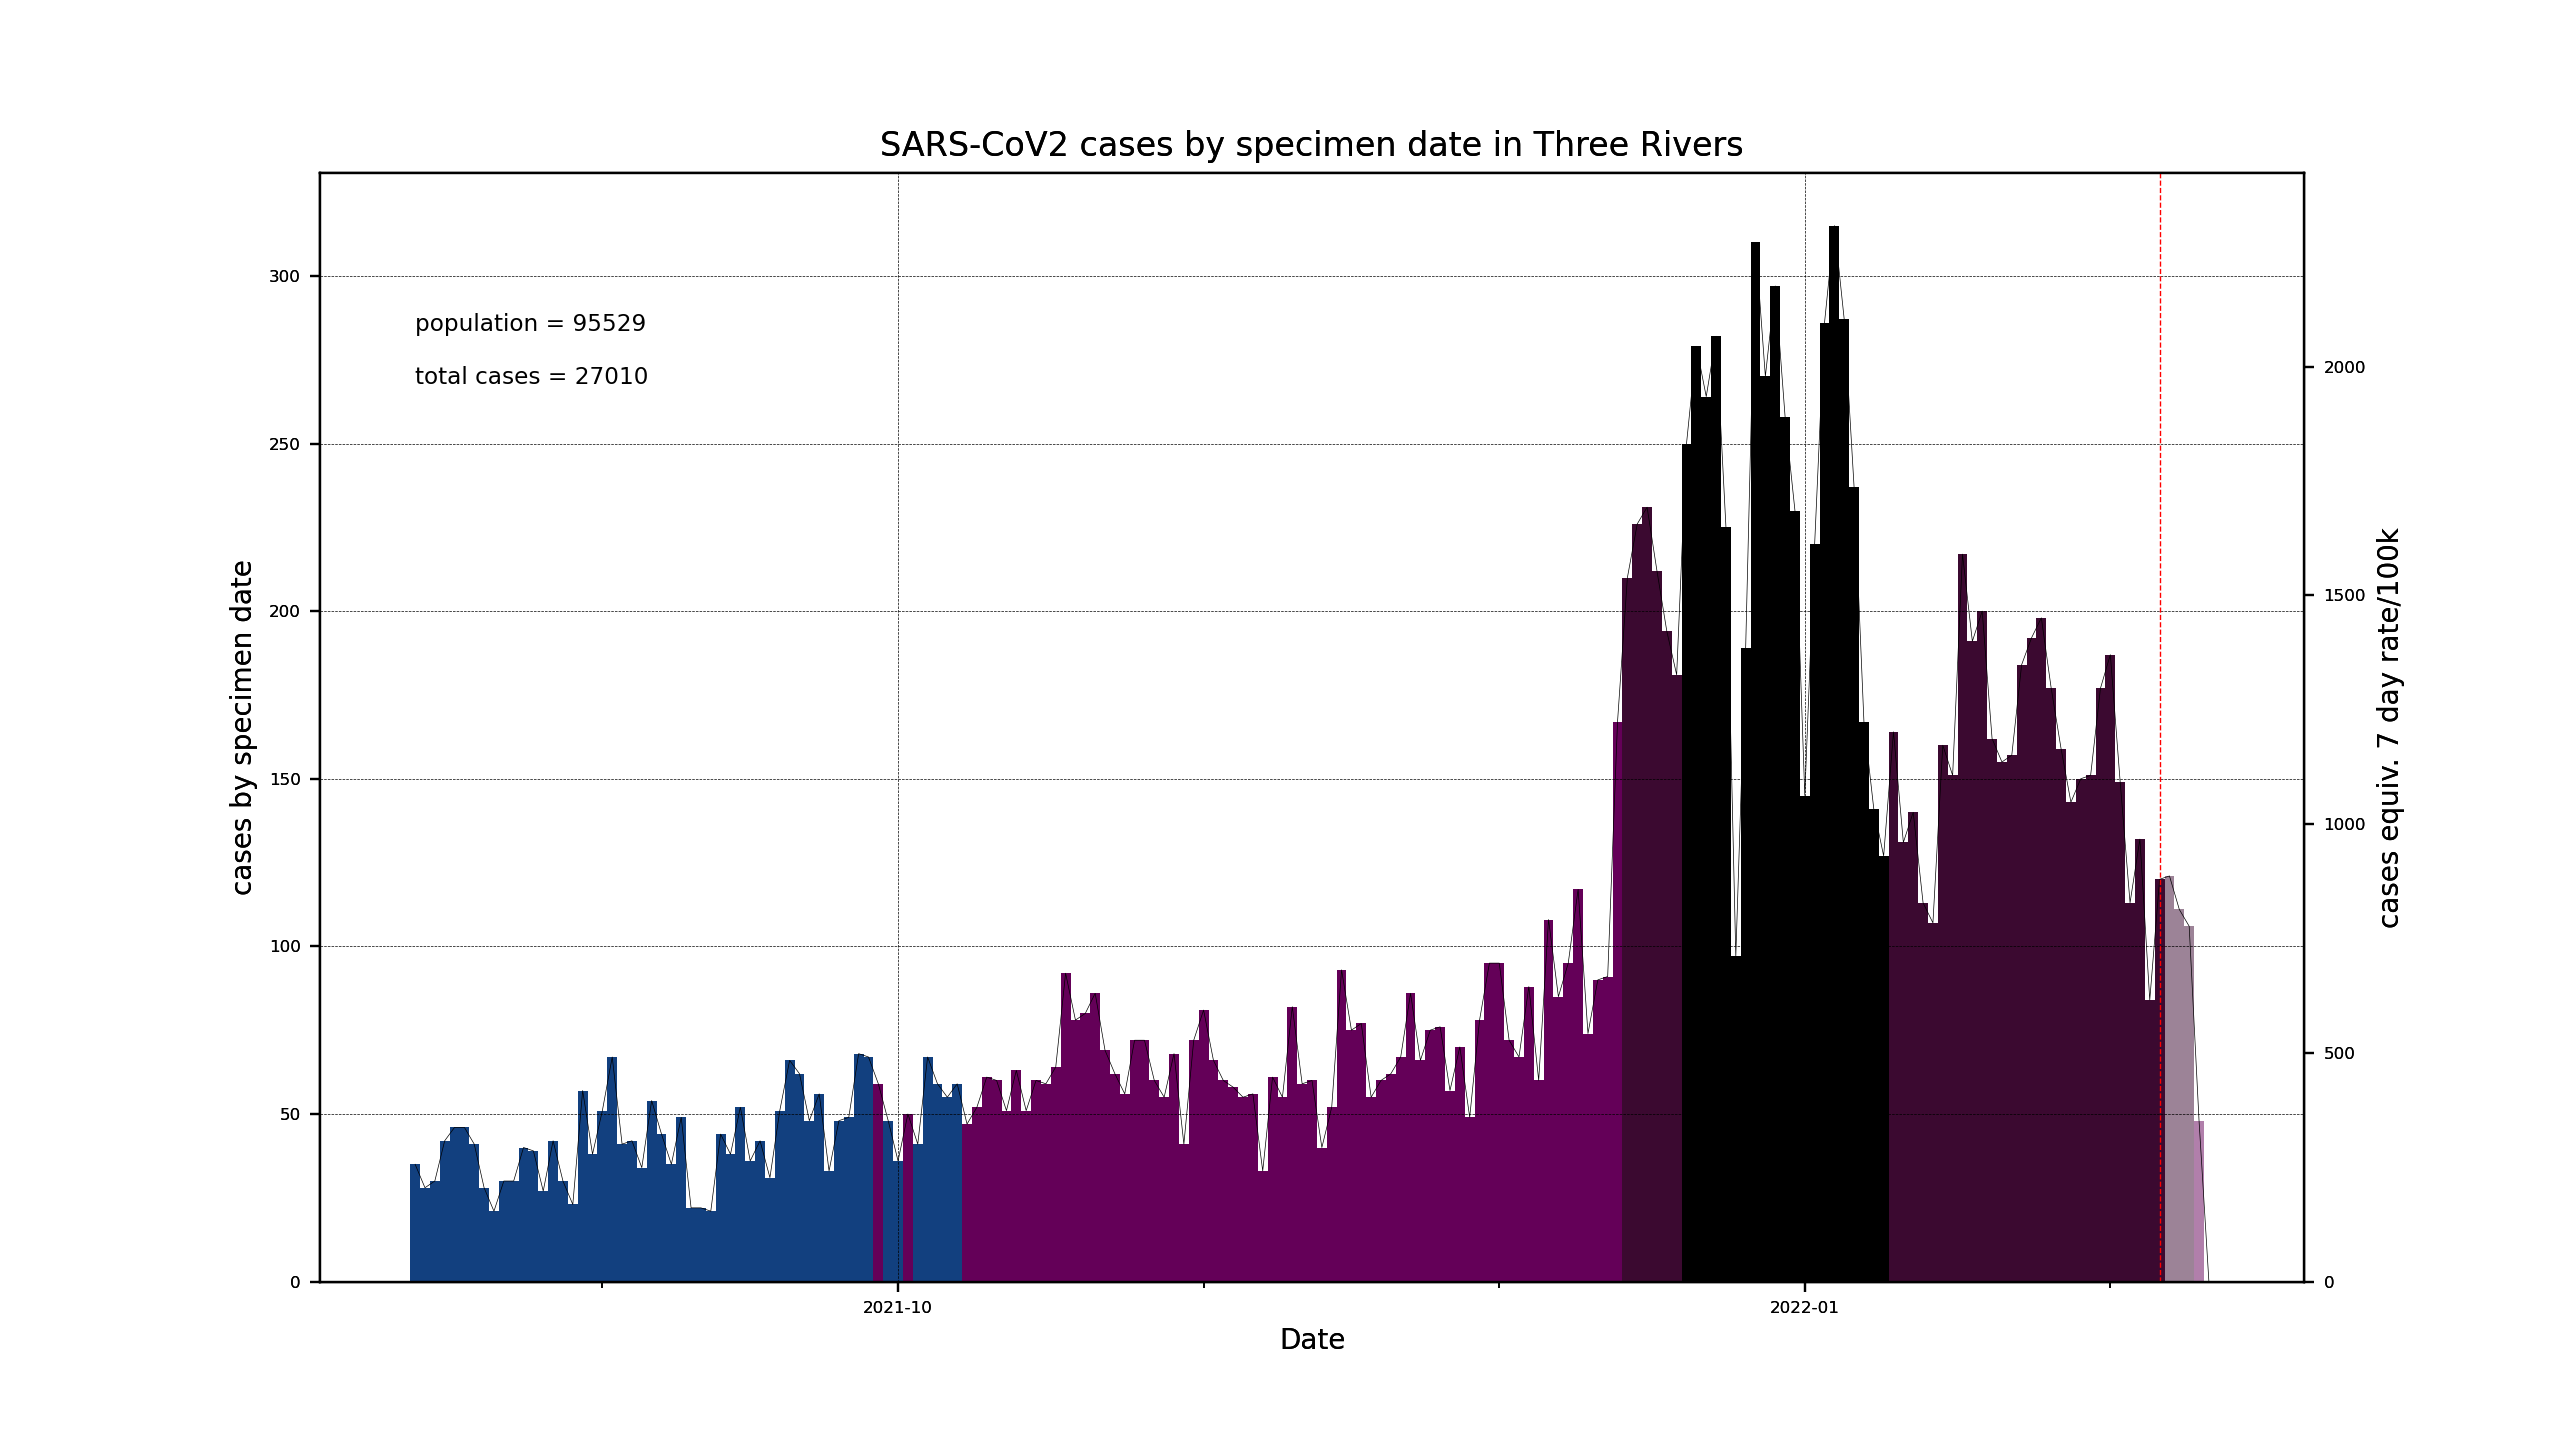 SARS-CoV2 cases by specimen date in Three Rivers
population = 95529
total cases = 27010
cases by specimen date
300
250
200
150
100
50
0
2000
1500
1000
500
0
cases equiv. 7 day rate/100k
2021-10
2022-01
Date